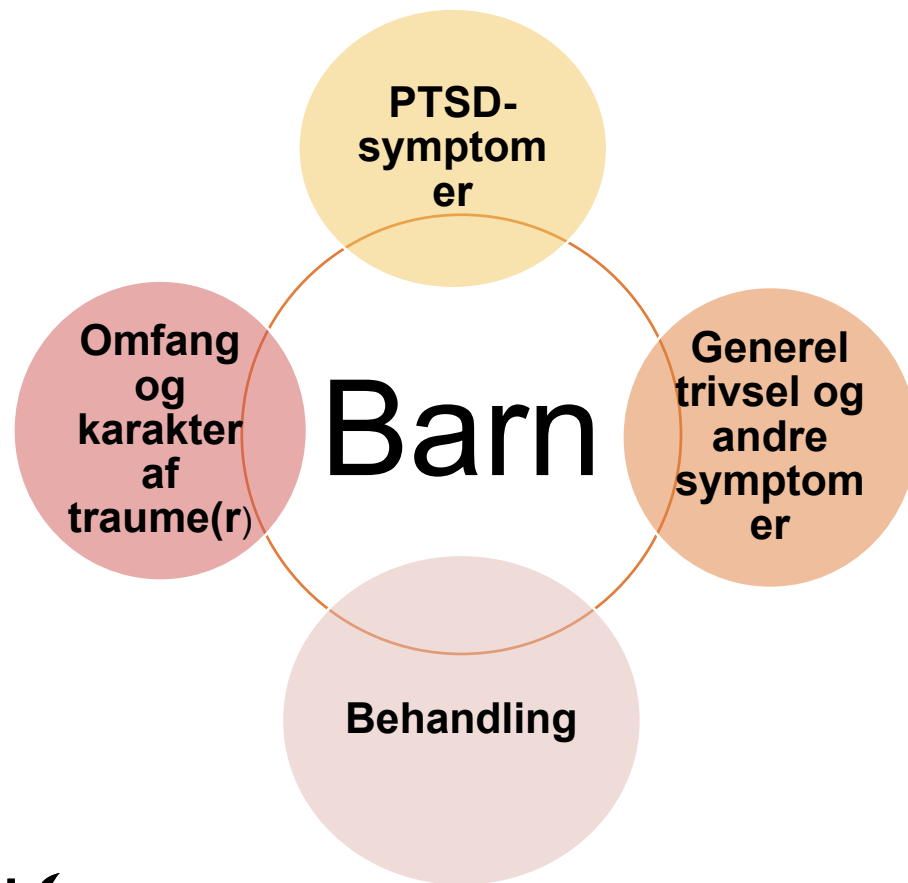 PTSD-
symptom
er
Omfang
og
karakter
af
traume(r)
Barn
Generel
trivsel og
andre
symptom
er
Behandling